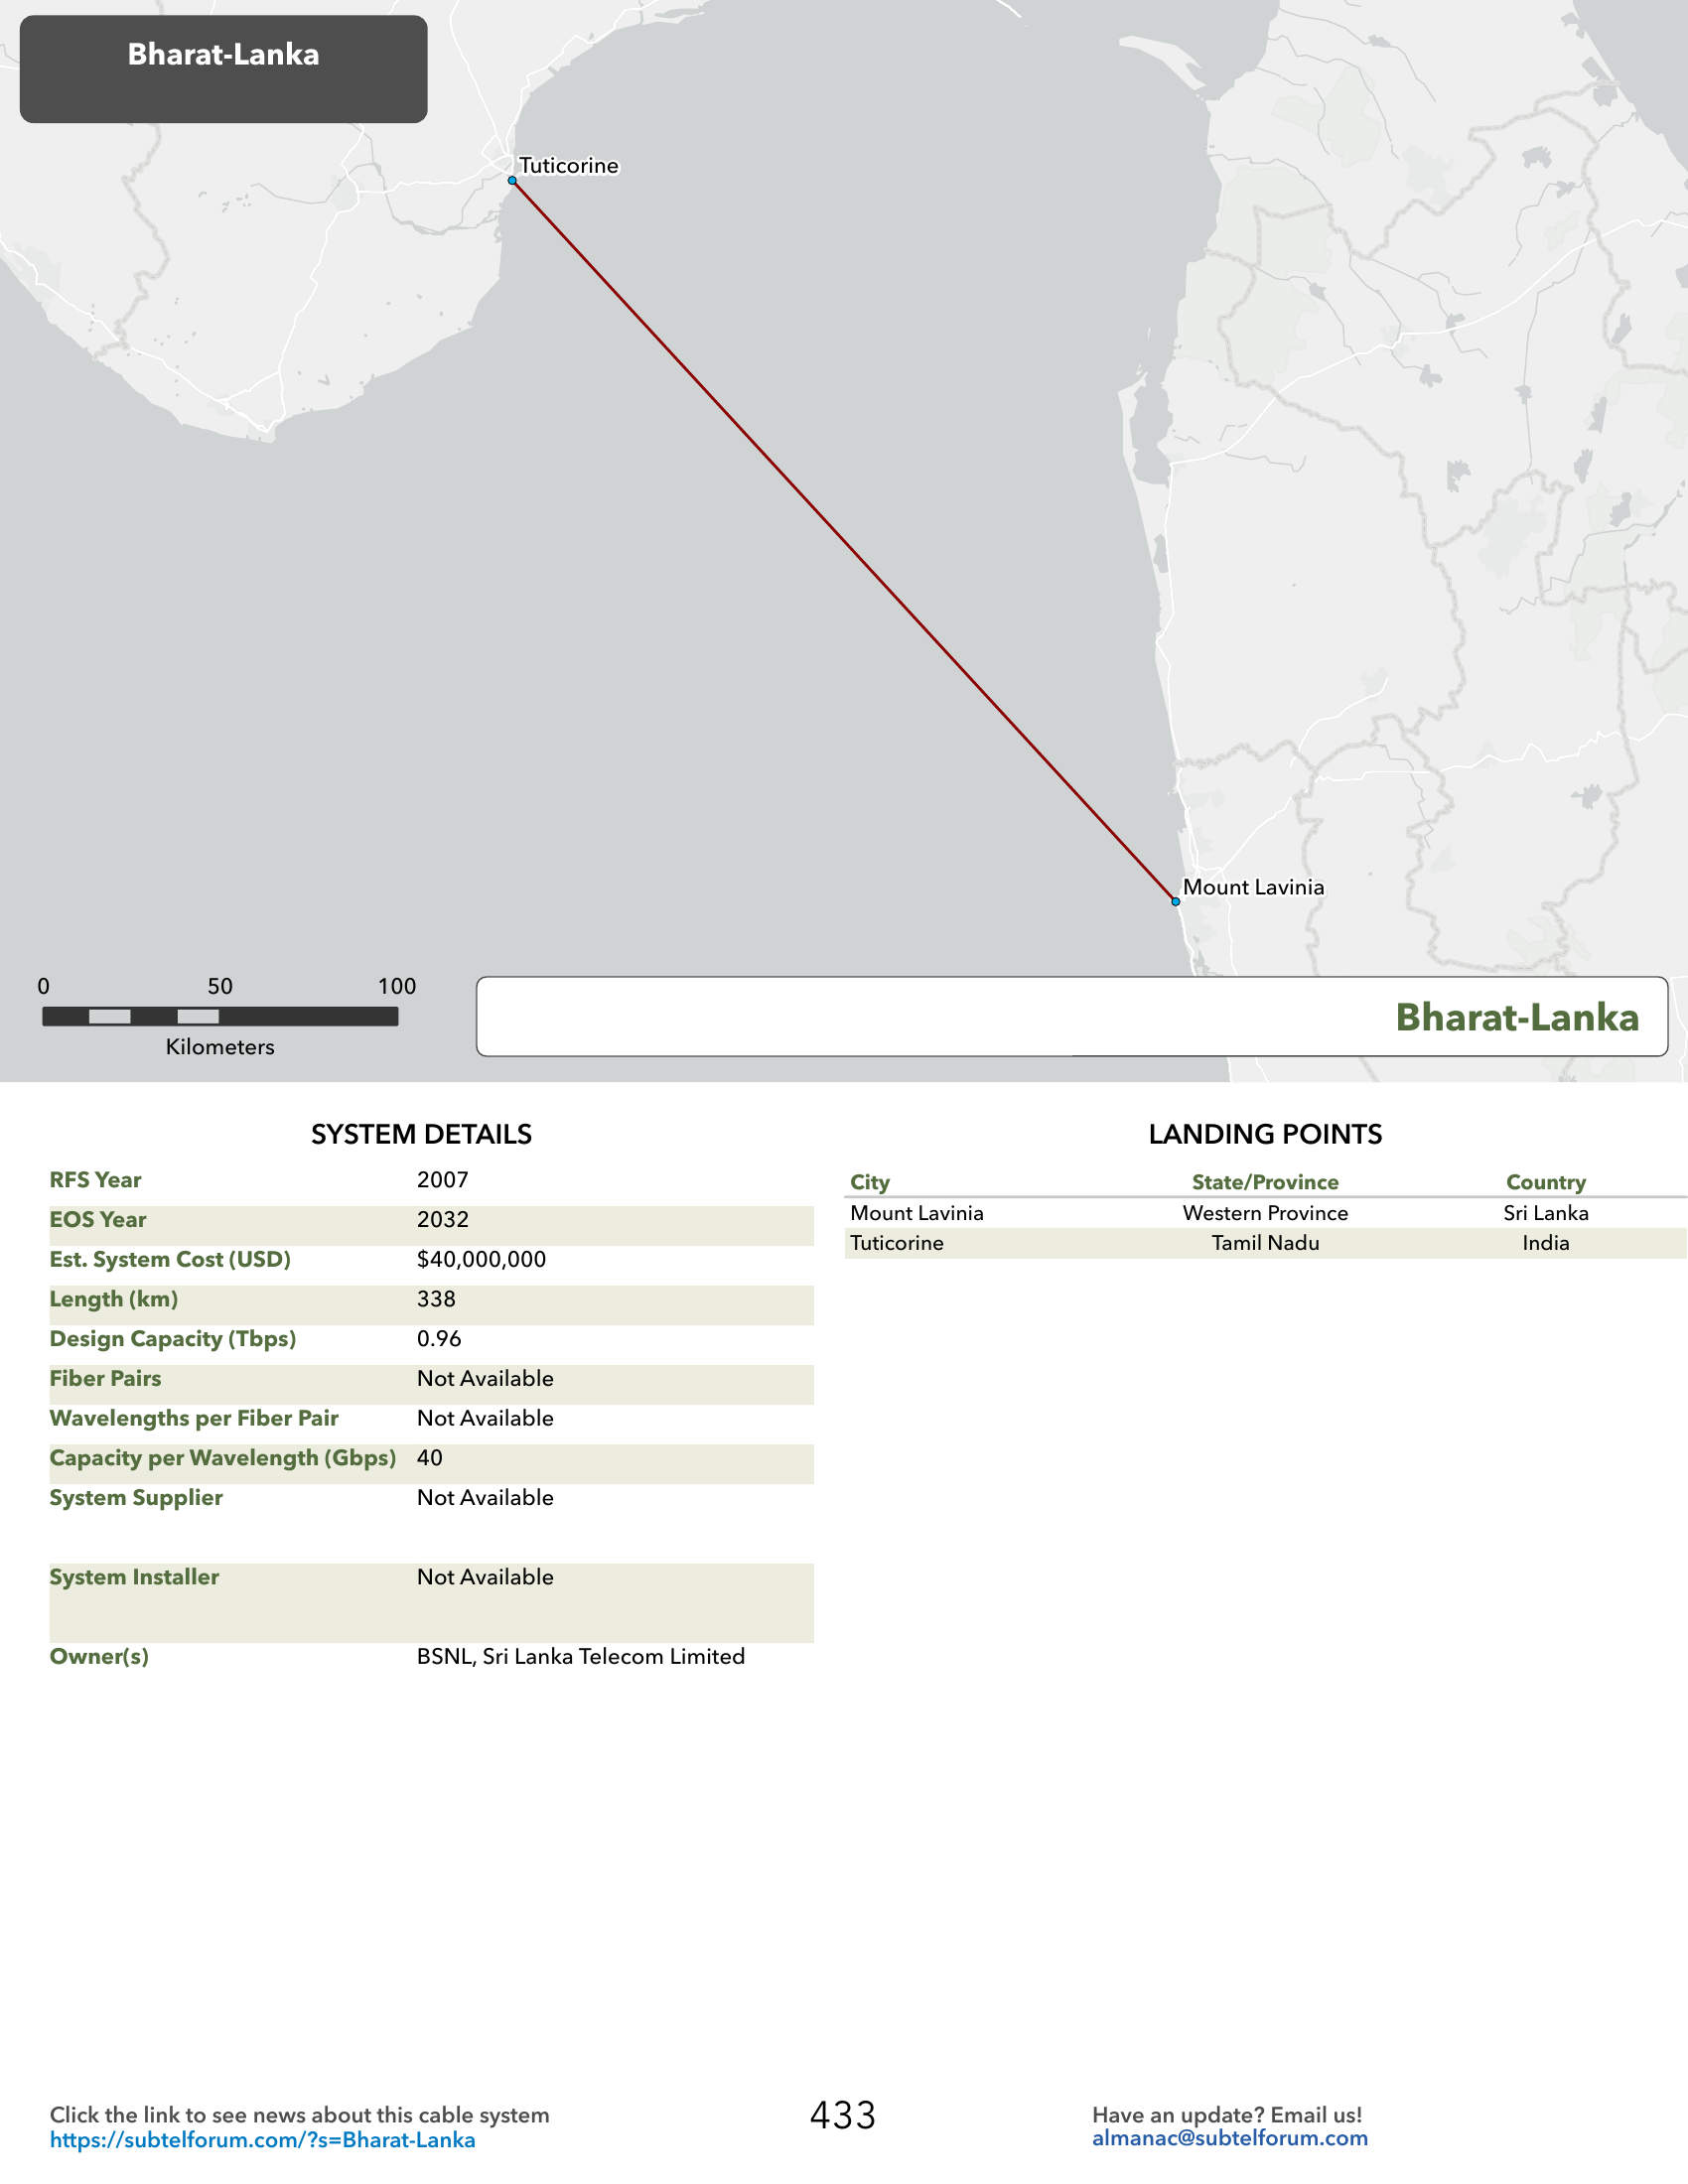 Bharat-Lanka
Tuticorine
Mount Lavinia
0 50 100
Kilometers
Bharat-Lanka
SYSTEM DETAILS
RFS Year 2007
EOS Year 2032
Est. System Cost (USD) $40,000,000
Length (km) 338
Design Capacity (Tbps) 0.96
Fiber Pairs Not Available
Wavelengths per Fiber Pair Not Available
Capacity per Wavelength (Gbps) 40
System Supplier Not Available
System Installer Not Available
Owner(s) BSNL, Sri Lanka Telecom Limited
LANDING POINTS
City State/Province Country
Mount Lavinia Western Province Sri Lanka
Tuticorine Tamil Nadu India
Click the link to see news about this cable system
https://subtelforum.com/?s=Bharat-Lanka
433
Have an update? Email us!
almanac@subtelforum.com